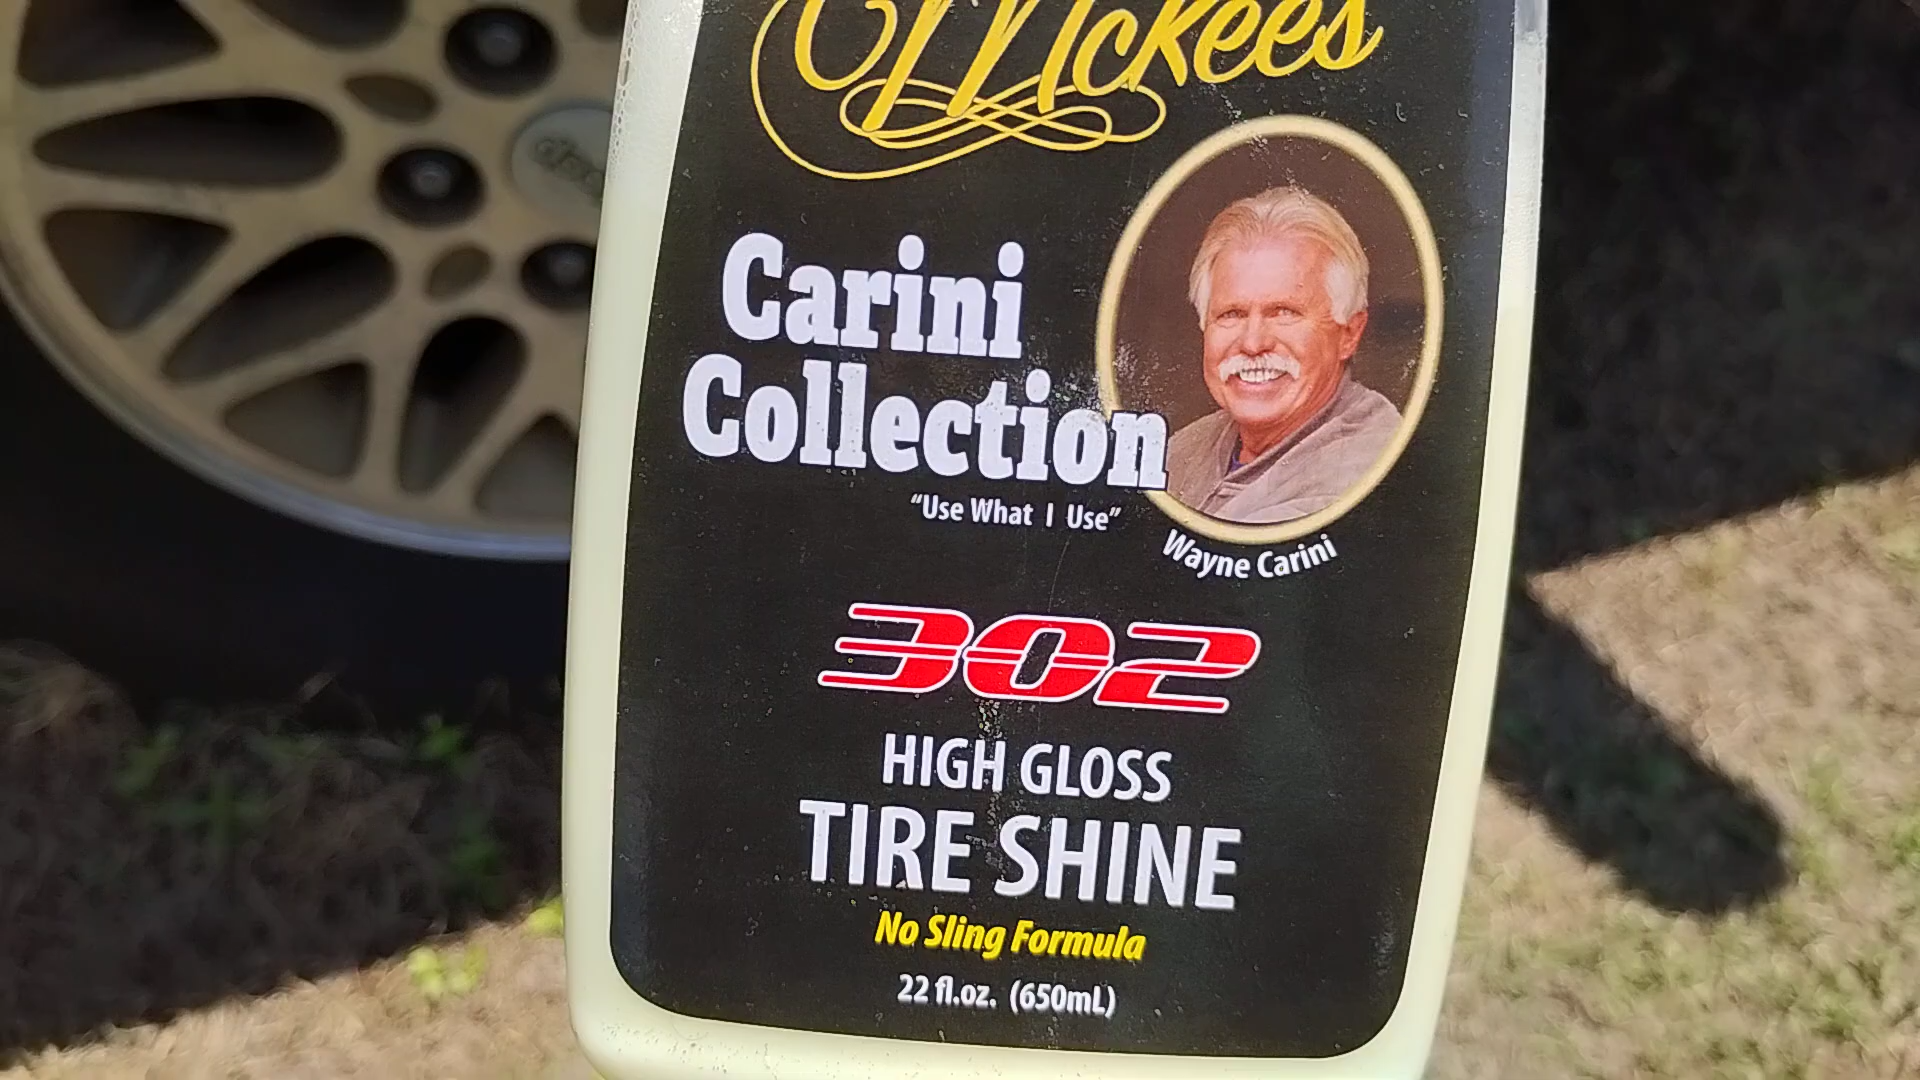 McKees
Carini
Collection
"Use What I Use"
Wayne Carini
302
HIGH GLOSS
TIRE SHINE
No Sling Formula
22 fl.oz. (650mL)